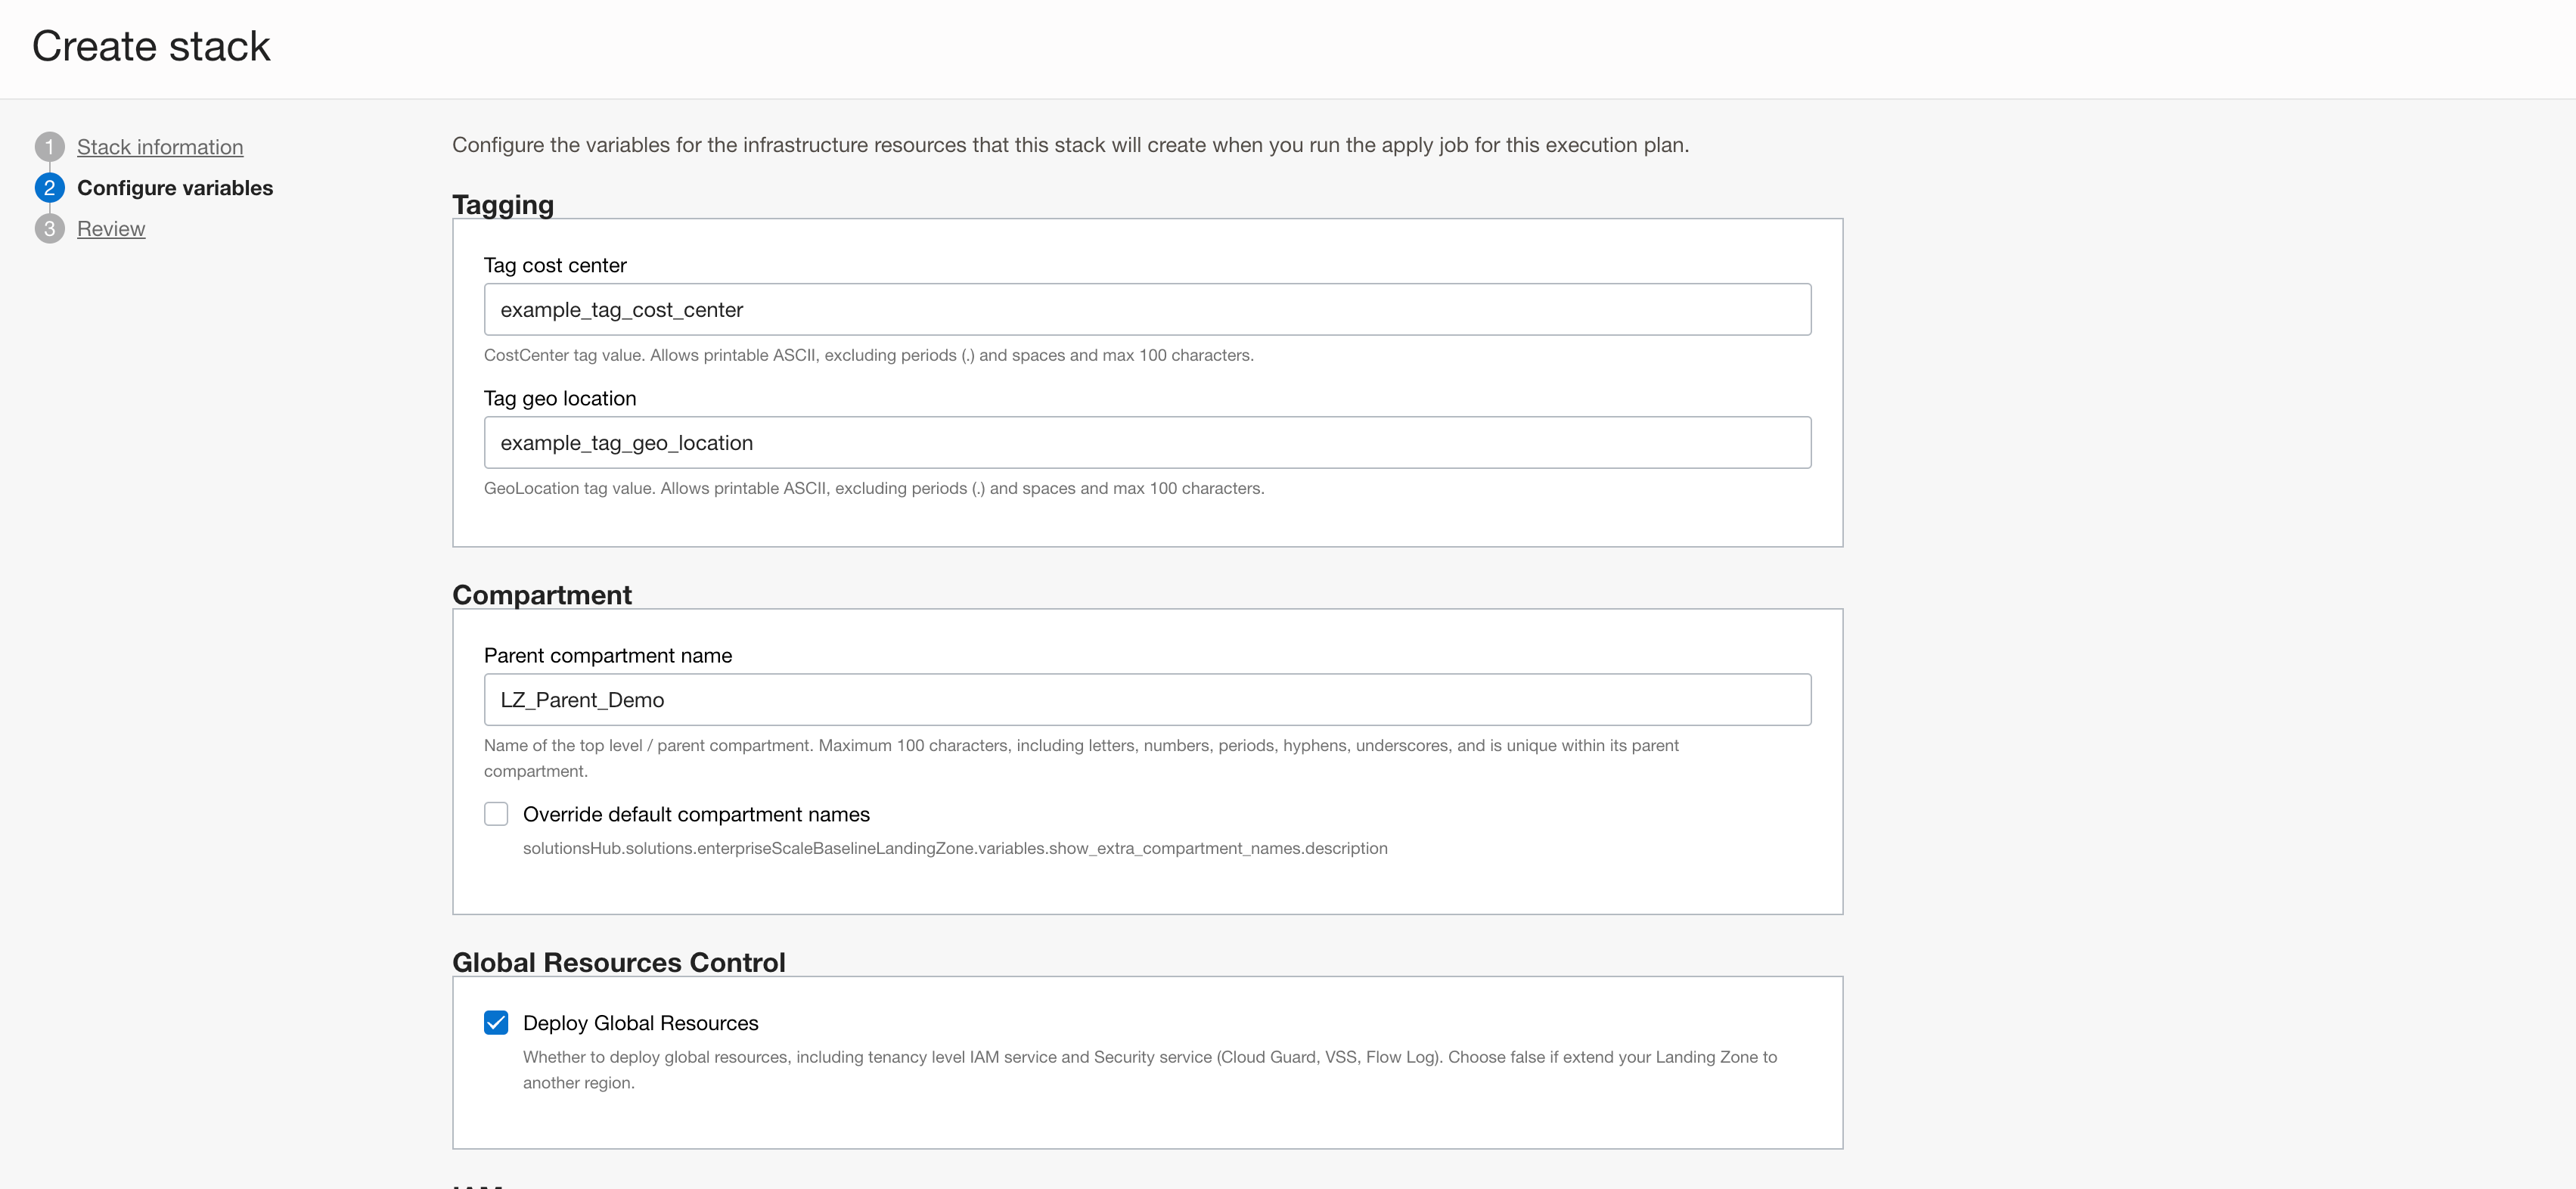 Create stack
1 Stack information
2 Configure variables
3 Review
Configure the variables for the infrastructure resources that this stack will create when you run the apply job for this execution plan.
Tagging
Tag cost center
example_tag_cost_center
CostCenter tag value. Allows printable ASCII, excluding periods (.) and spaces and max 100 characters.
Tag geo location
example_tag_geo_location
GeoLocation tag value. Allows printable ASCII, excluding periods (.) and spaces and max 100 characters.
Compartment
Parent compartment name
LZ_Parent_Demo
Name of the top level / parent compartment. Maximum 100 characters, including letters, numbers, periods, hyphens, underscores, and is unique within its parent
compartment.
Override default compartment names
solutionsHub.solutions.enterpriseScaleBaselineLandingZone.variables.show_extra_compartment_names.description
Global Resources Control
Deploy Global Resources
Whether to deploy global resources, including tenancy level IAM service and Security service (Cloud Guard, VSS, Flow Log). Choose false if extend your Landing Zone to
another region.